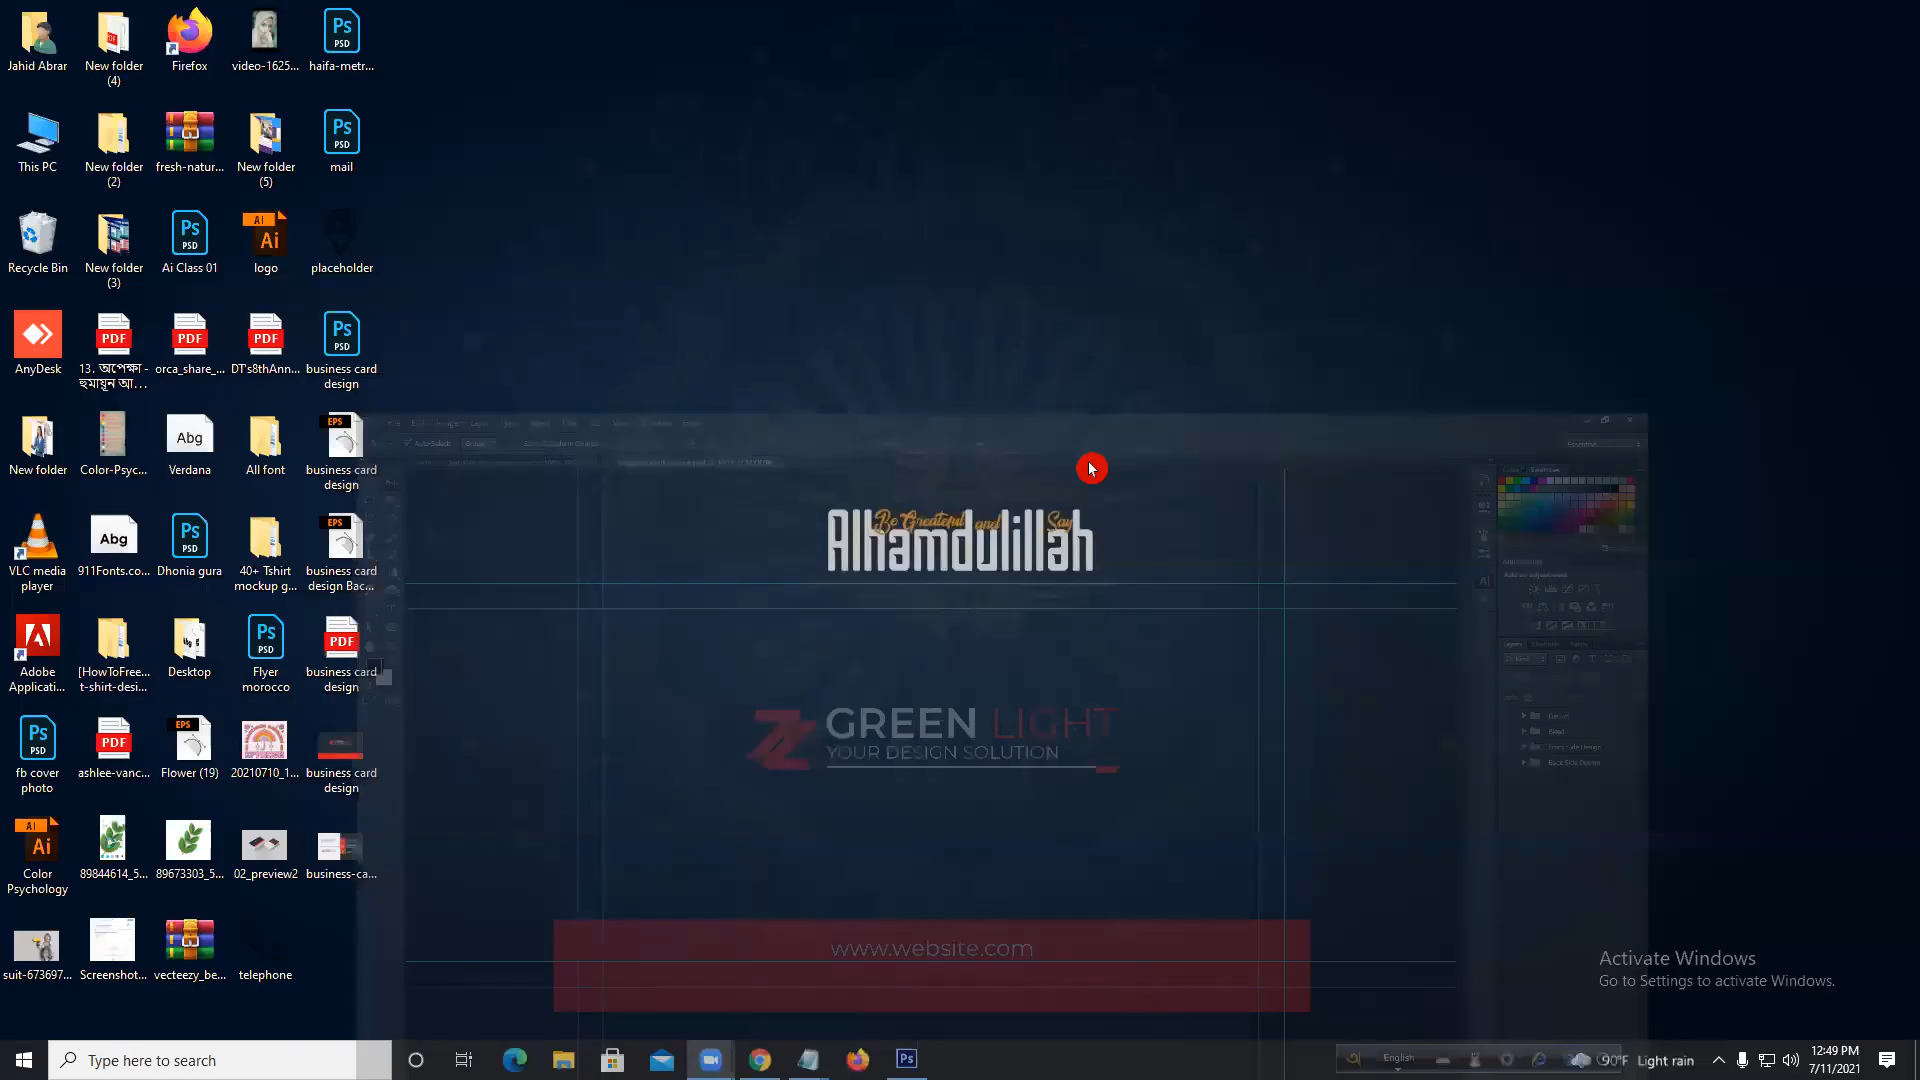 Jahid Abrar
New folder
(4)
Firefox
video-1625...
haifa-metr...
This PC
New folder
(2)
fresh-natur...
New folder
(5)
mail
Recycle Bin
New folder
(3)
Ai Class 01
logo
placeholder
AnyDesk
13. অপেক্ষা -
হুমায়ূন আ...
orca_share_...
DT's8thAnn...
business card
design
New folder
Color-Psyc...
Verdana
All font
business card
design
VLC media
player
911Fonts.co...
Dhonia gura
40+ Tshirt
mockup g...
business card
design Bac...
Adobe
Applicati...
[HowToFree...
t-shirt-desi...
Desktop
Flyer
morocco
business card
design
fb cover
photo
ashlee-vanc...
Flower (19)
20210710_1...
business card
design
Color
Psychology
89844614_5...
89673303_5...
02_preview2
business-ca...
suit-673697...
Screenshot...
vecteezy_be...
telephone
Be Greateful and Say
Alhamdulillah
GREEN LIGHT
YOUR DESIGN SOLUTION
www.website.com
Activate Windows
Go to Settings to activate Windows.
Type here to search
English
90°F Light rain
12:49 PM
7/11/2021